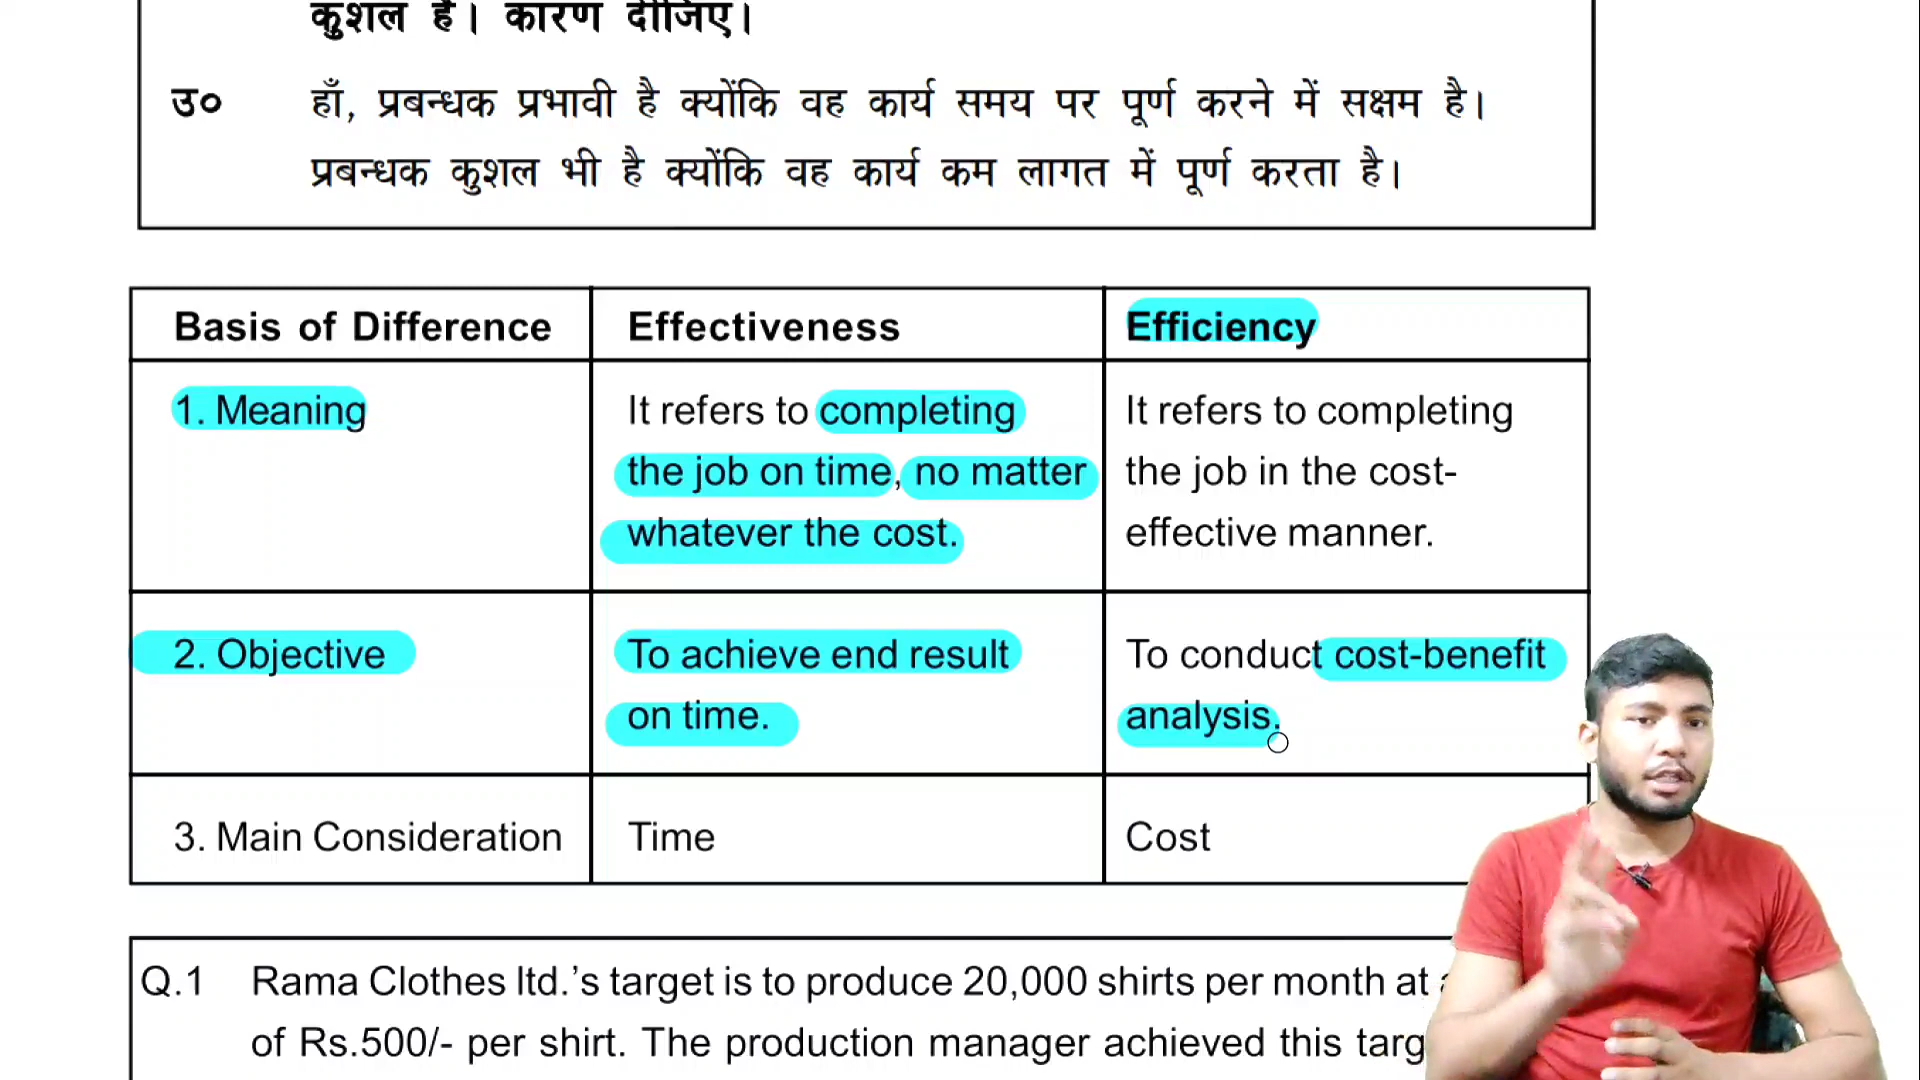 कुशल है। कारण दीजिए।
उ० हाँ, प्रबन्धक प्रभावी है क्योंकि वह कार्य समय पर पूर्ण करने में सक्षम है।
प्रबन्धक कुशल भी है क्योंकि वह कार्य कम लागत में पूर्ण करता है।
Basis of Difference Effectiveness Efficiency
1. Meaning It refers to completing It refers to completing
the job on time, no matter the job in the cost-
whatever the cost. effective manner.
2. Objective To achieve end result To conduct cost-benefit
on time. analysis.
3. Main Consideration Time Cost
Q.1 Rama Clothes ltd.’s target is to produce 20,000 shirts per month at
of Rs.500/- per shirt. The production manager achieved this